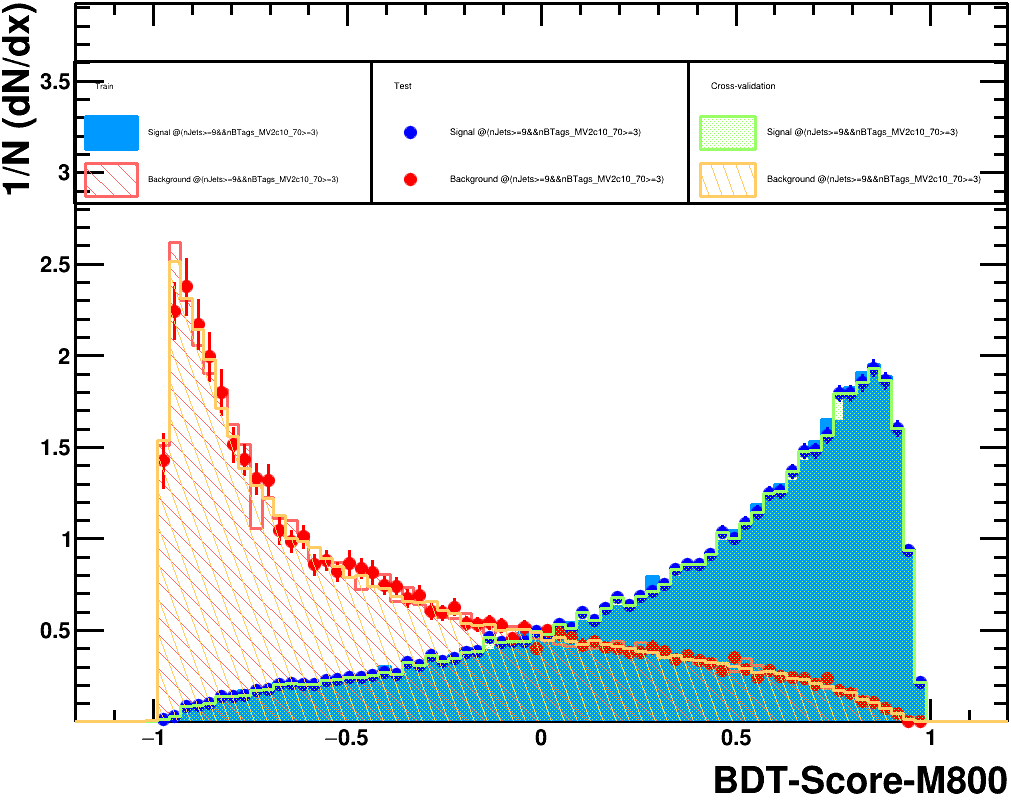 1/N (dN/dx)
3.5
3
2.5
2
1.5
1
0.5
Train
Signal @(nJets>=9&&nBTags_MV2c10_70>=3)
Background @(nJets>=9&&nBTags_MV2c10_70>=3)
Test
Signal @(nJets>=9&&nBTags_MV2c10_70>=3)
Background @(nJets>=9&&nBTags_MV2c10_70>=3)
Cross-validation
Signal @(nJets>=9&&nBTags_MV2c10_70>=3)
Background @(nJets>=9&&nBTags_MV2c10_70>=3)
−1 −0.5 0 0.5 1
BDT-Score-M800